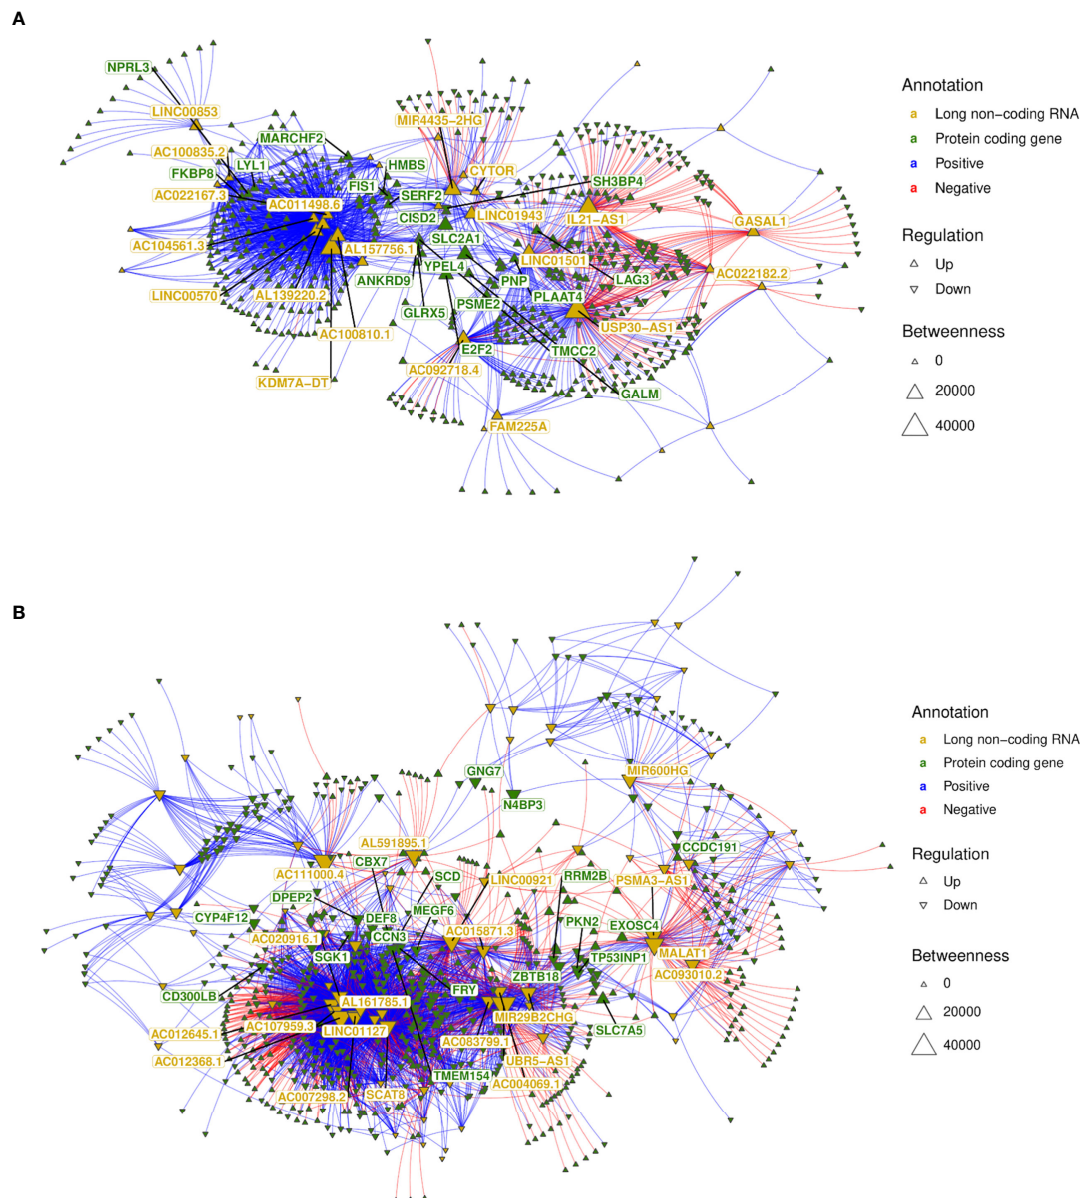 A
NPRL3
LINC00853
MIR4435−2HG
MARCHF2
AC100835.2
LYL1
HMBS
CYTOR
FKBP8
FIS1
SH3BP4
AC022167.3
SERF2
AC011498.6
CISD2
LINC01943
IL21−AS1
GASAL1
SLC2A1
AC104561.3
AL157756.1
LINC01501
YPEL4
AC022182.2
ANKRD9
PNP
LAG3
LINC00570
AL139220.2
PLAAT4
PSME2
GLRX5
USP30−AS1
AC100810.1
E2F2
TMCC2
AC092718.4
KDM7A−DT
GALM
FAM225A
Annotation
a Long non−coding RNA
a Protein coding gene
a Positive
a Negative
Regulation
Up
Down
Betweenness
0
20000
40000
B
GNG7
MIR600HG
N4BP3
AL591895.1
CCDC191
CBX7
AC111000.4
SCD
LINC00921
RRM2B
PSMA3−AS1
DPEP2
MEGF6
CYP4F12
DEF8
PKN2
EXOSC4
AC020916.1
CCN3
AC015871.3
MALAT1
SGK1
TP53INP1
ZBTB18
AC093010.2
CD300LB
FRY
AL161785.1
MIR29B2CHG
AC012645.1
AC107959.3
LINC01127
SLC7A5
AC083799.1
AC012368.1
UBR5−AS1
TMEM154
AC004069.1
AC007298.2
SCAT8
Annotation
a Long non−coding RNA
a Protein coding gene
a Positive
a Negative
Regulation
Up
Down
Betweenness
0
20000
40000